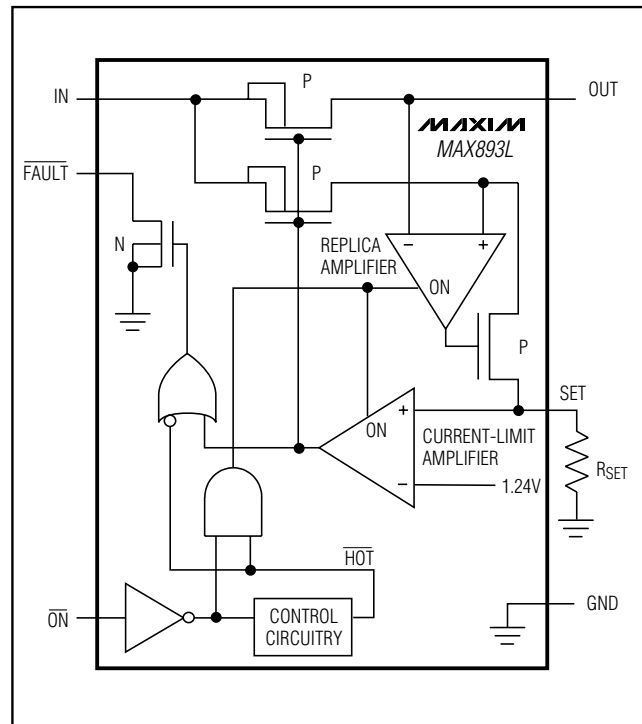 P
IN
OUT
MAXIM
MAX893L
FAULT
P
N
REPLICA
AMPLIFIER
−
+
ON
P
SET
ON
+
−
CURRENT-LIMIT
AMPLIFIER
1.24V
RSET
HOT
ON
CONTROL
CIRCUITRY
GND